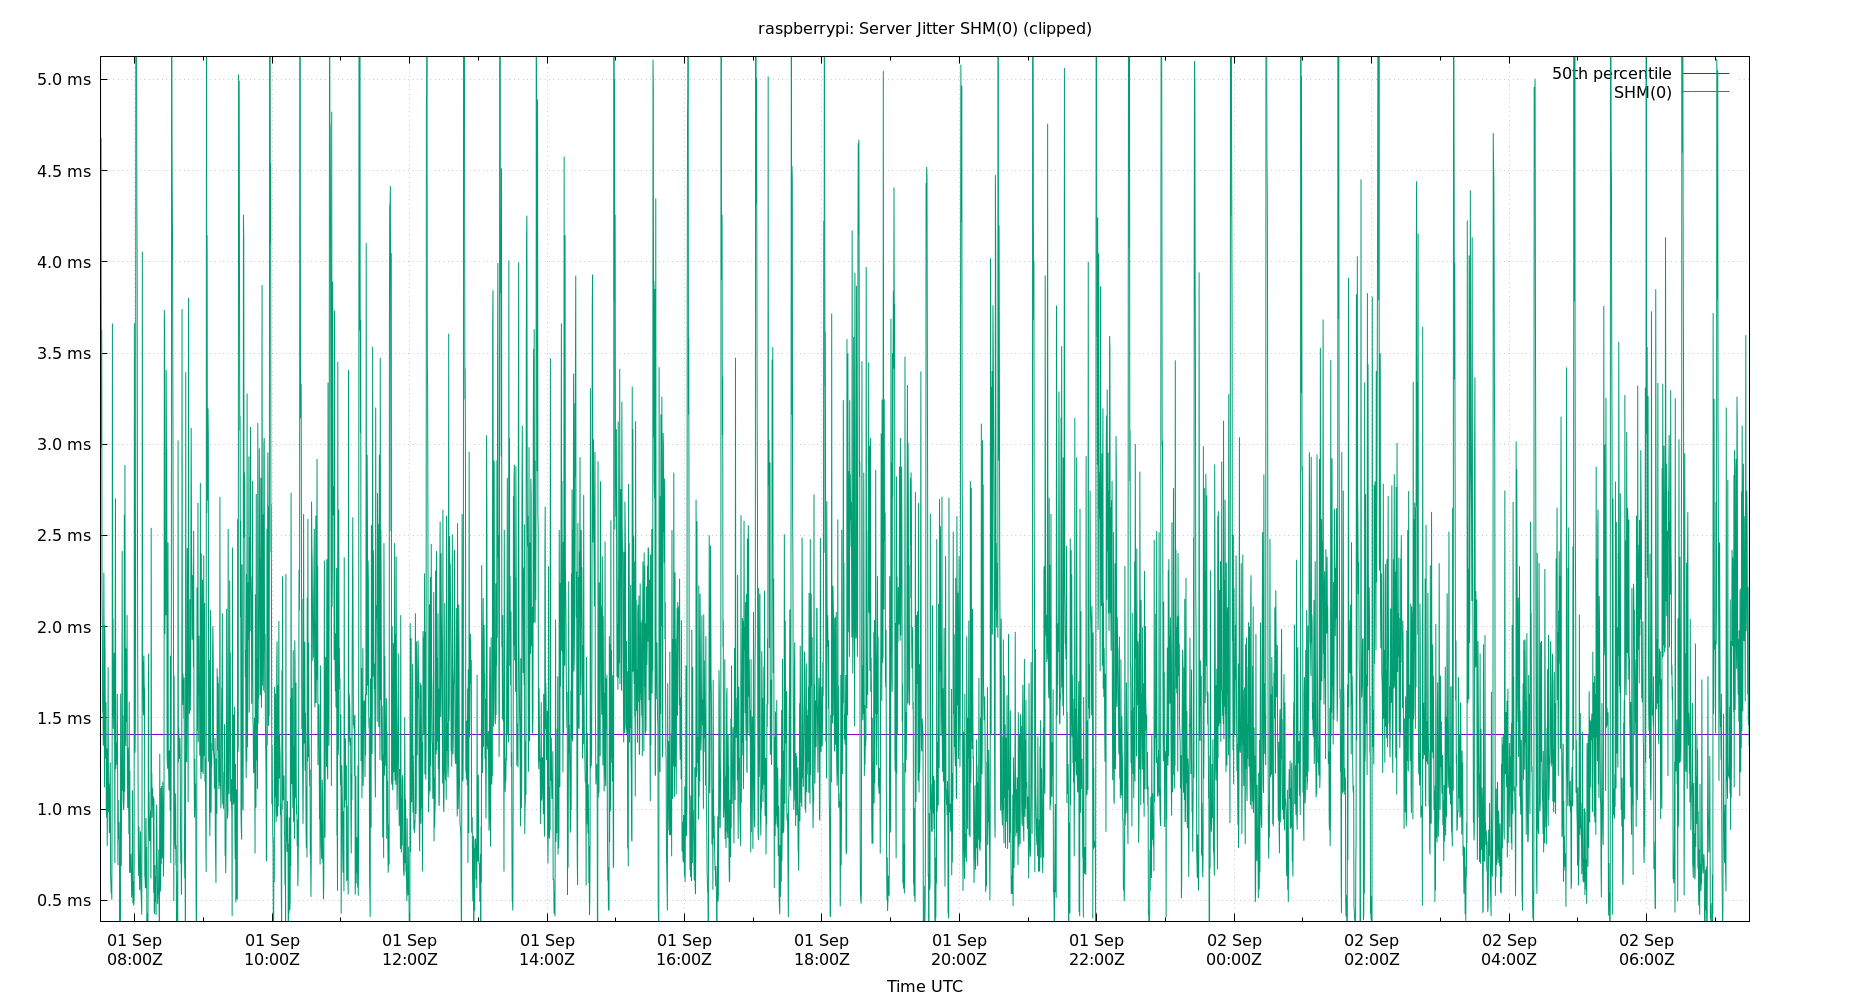 raspberrypi: Server Jitter SHM(0) (clipped)
50th percentile
SHM(0)
5.0 ms
4.5 ms
4.0 ms
3.5 ms
3.0 ms
2.5 ms
2.0 ms
1.5 ms
1.0 ms
0.5 ms
01 Sep 01 Sep 01 Sep 01 Sep 01 Sep 01 Sep 01 Sep 01 Sep 02 Sep 02 Sep 02 Sep 02 Sep
08:00Z 10:00Z 12:00Z 14:00Z 16:00Z 18:00Z 20:00Z 22:00Z 00:00Z 02:00Z 04:00Z 06:00Z
Time UTC